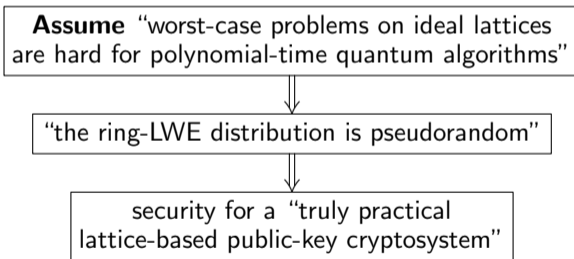 Assume “worst-case problems on ideal lattices
are hard for polynomial-time quantum algorithms”
“the ring-LWE distribution is pseudorandom”
security for a “truly practical
lattice-based public-key cryptosystem”